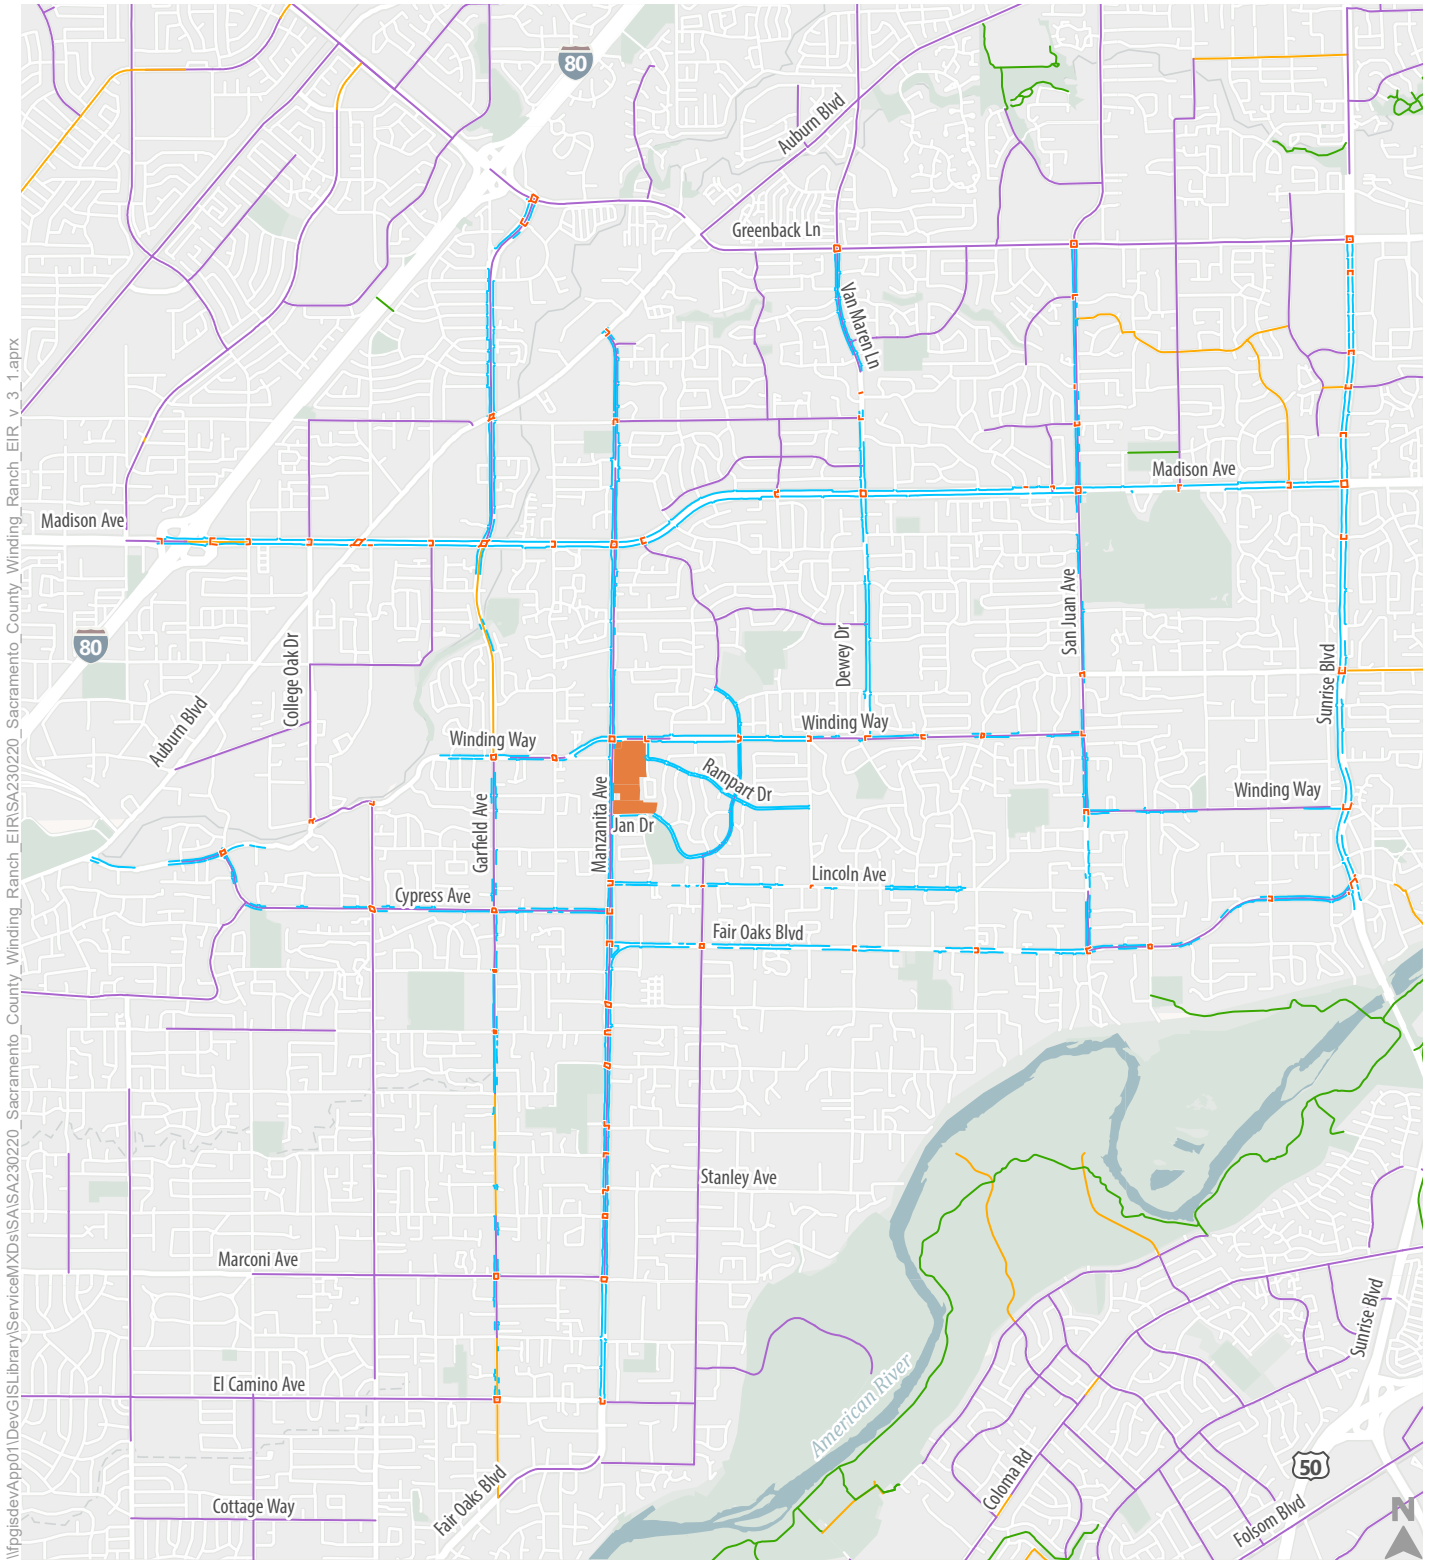 80
Auburn Blvd
Greenback Ln
Van Maren Ln
Madison Ave
Madison Ave
80
College Oak Dr
Auburn Blvd
San Juan Ave
Dewey Dr
Sunrise Blvd
Winding Way
Winding Way
Rampart Dr
Winding Way
Garfield Ave
Manzanita Ave
Jan Dr
Lincoln Ave
Cypress Ave
Fair Oaks Blvd
Stanley Ave
Marconi Ave
Sunrise Blvd
El Camino Ave
American River
Coloma Rd
50
Cottage Way
Fair Oaks Blvd
Folsom Blvd
N
\\fpgisdevApp01\DevGISLibrary\ServiceMXDs\SA\SA230220_Sacramento_County_Winding_Ranch_EIR\SA230220_Sacramento_County_Winding_Ranch_EIR_v_3_1.aprx